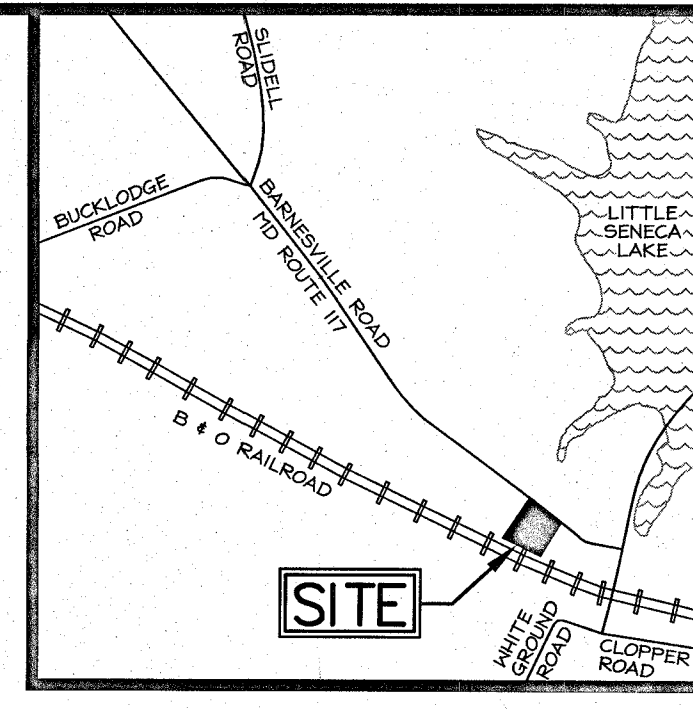 SLIDELL
ROAD
BUCKLODGE
ROAD
BARNESVILLE ROAD
MD ROUTE 117
LITTLE
SENECA
LAKE
B & O RAILROAD
SITE
WHITE
GROUND
ROAD
CLOPPER
ROAD